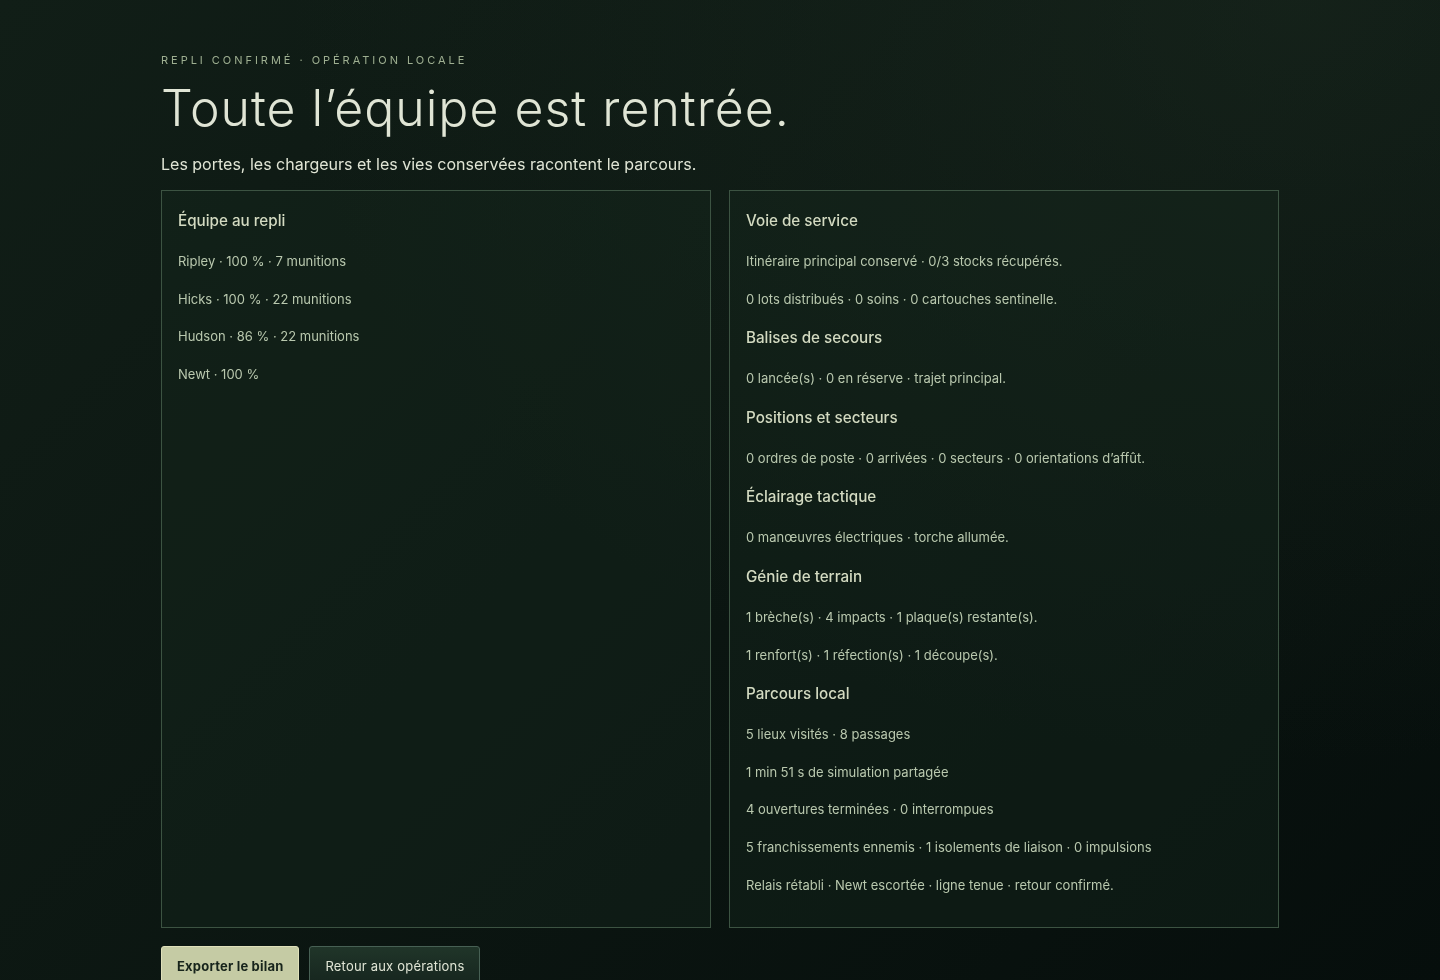 REPLI CONFIRMÉ · OPÉRATION LOCALE
Toute l’équipe est rentrée.
Les portes, les chargeurs et les vies conservées racontent le parcours.
Équipe au repli
Ripley · 100 % · 7 munitions
Hicks · 100 % · 22 munitions
Hudson · 86 % · 22 munitions
Newt · 100 %
Voie de service
Itinéraire principal conservé · 0/3 stocks récupérés.
0 lots distribués · 0 soins · 0 cartouches sentinelle.
Balises de secours
0 lancée(s) · 0 en réserve · trajet principal.
Positions et secteurs
0 ordres de poste · 0 arrivées · 0 secteurs · 0 orientations d’affût.
Éclairage tactique
0 manœuvres électriques · torche allumée.
Génie de terrain
1 brèche(s) · 4 impacts · 1 plaque(s) restante(s).
1 renfort(s) · 1 réfection(s) · 1 découpe(s).
Parcours local
5 lieux visités · 8 passages
1 min 51 s de simulation partagée
4 ouvertures terminées · 0 interrompues
5 franchissements ennemis · 1 isolements de liaison · 0 impulsions
Relais rétabli · Newt escortée · ligne tenue · retour confirmé.
Exporter le bilan
Retour aux opérations